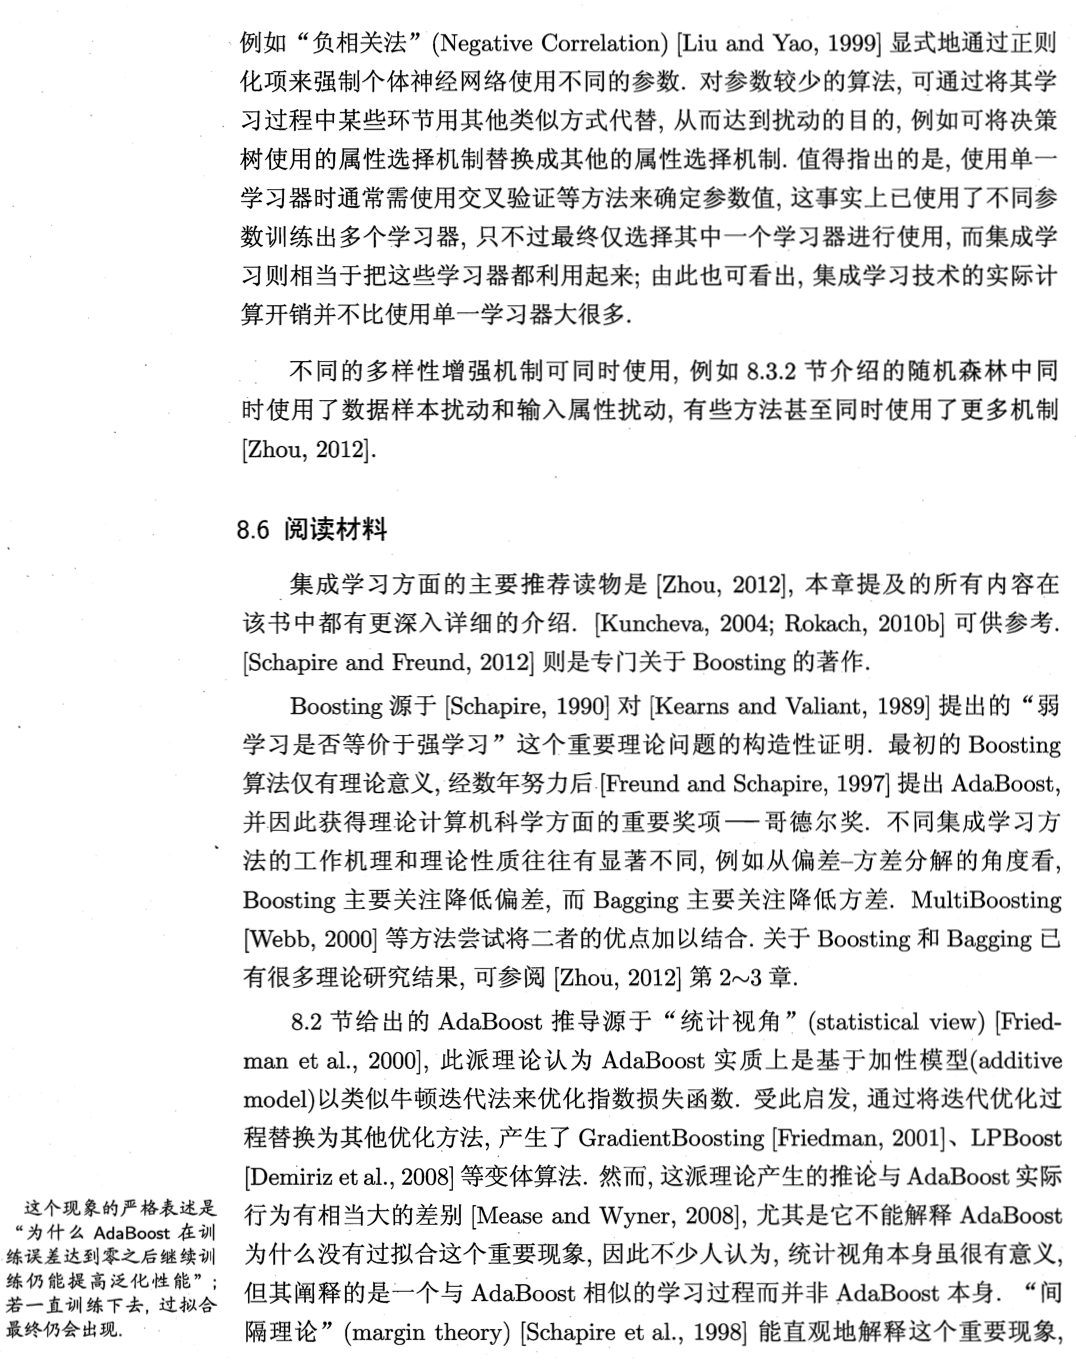 例如“负相关法”(Negative Correlation) [Liu and Yao, 1999] 显式地通过正则
化项来强制个体神经网络使用不同的参数. 对参数较少的算法, 可通过将其学
习过程中某些环节用其他类似方式代替, 从而达到扰动的目的, 例如可将决策
树使用的属性选择机制替换成其他的属性选择机制. 值得指出的是, 使用单一
学习器时通常需使用交叉验证等方法来确定参数值, 这事实上已使用了不同参
数训练出多个学习器, 只不过最终仅选择其中一个学习器进行使用, 而集成学
习则相当于把这些学习器都利用起来; 由此也可看出, 集成学习技术的实际计
算开销并不比使用单一学习器大很多.
不同的多样性增强机制可同时使用, 例如 8.3.2 节介绍的随机森林中同
时使用了数据样本扰动和输入属性扰动, 有些方法甚至同时使用了更多机制
[Zhou, 2012].
8.6 阅读材料
集成学习方面的主要推荐读物是 [Zhou, 2012], 本章提及的所有内容在
该书中都有更深入详细的介绍. [Kuncheva, 2004; Rokach, 2010b] 可供参考.
[Schapire and Freund, 2012] 则是专门关于 Boosting 的著作.
Boosting 源于 [Schapire, 1990] 对 [Kearns and Valiant, 1989] 提出的“弱
学习是否等价于强学习”这个重要理论问题的构造性证明. 最初的 Boosting
算法仅有理论意义, 经数年努力后 [Freund and Schapire, 1997] 提出 AdaBoost,
并因此获得理论计算机科学方面的重要奖项——哥德尔奖. 不同集成学习方
法的工作机理和理论性质往往有显著不同, 例如从偏差–方差分解的角度看,
Boosting 主要关注降低偏差, 而 Bagging 主要关注降低方差. MultiBoosting
[Webb, 2000] 等方法尝试将二者的优点加以结合. 关于 Boosting 和 Bagging 已
有很多理论研究结果, 可参阅 [Zhou, 2012] 第 2~3 章.
8.2 节给出的 AdaBoost 推导源于“统计视角”(statistical view) [Fried-
man et al., 2000], 此派理论认为 AdaBoost 实质上是基于加性模型(additive
model)以类似牛顿迭代法来优化指数损失函数. 受此启发, 通过将迭代优化过
程替换为其他优化方法, 产生了 GradientBoosting [Friedman, 2001]、LPBoost
[Demiriz et al., 2008] 等变体算法. 然而, 这派理论产生的推论与 AdaBoost 实际
行为有相当大的差别 [Mease and Wyner, 2008], 尤其是它不能解释 AdaBoost
为什么没有过拟合这个重要现象, 因此不少人认为, 统计视角本身虽很有意义,
但其阐释的是一个与 AdaBoost 相似的学习过程而并非 AdaBoost 本身. “间
隔理论”(margin theory) [Schapire et al., 1998] 能直观地解释这个重要现象,
这个现象的严格表述是
“为什么 AdaBoost 在训
练误差达到零之后继续训
练仍能提高泛化性能”;
若一直训练下去, 过拟合
最终仍会出现.